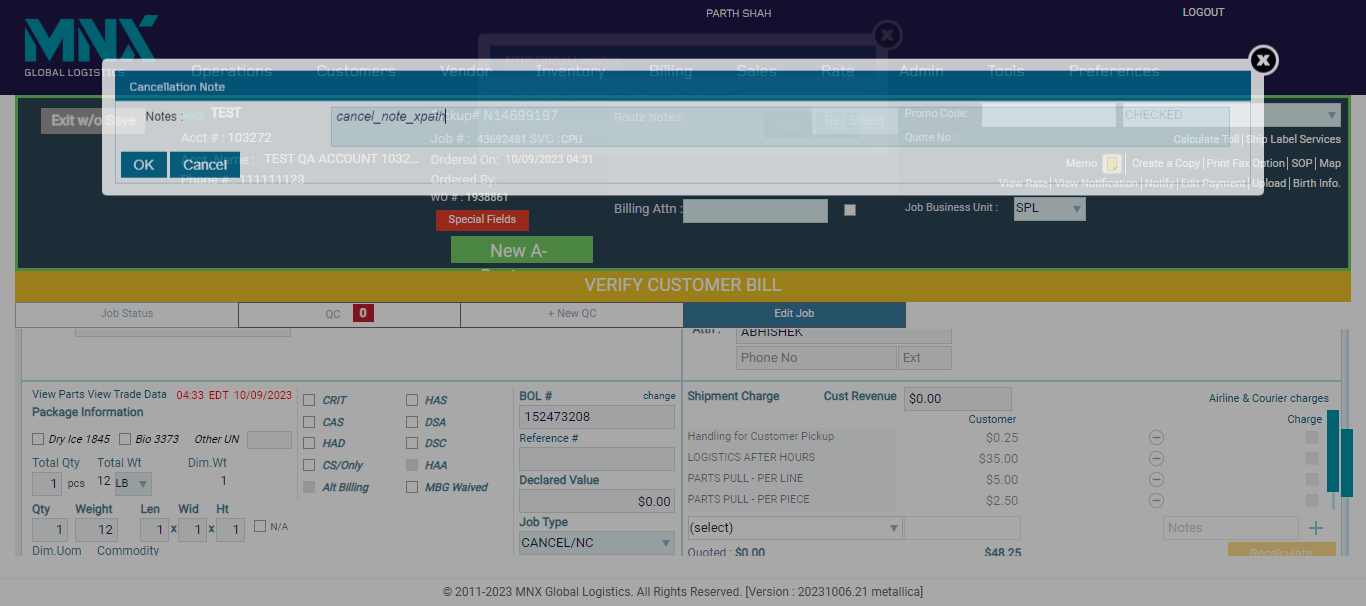 PARTH SHAH
LOGOUT
MNX
GLOBAL LOGISTICS
Operations Customers Vendor Inventory Billing Sales Rate Admin Tools Preferences
Cancellation Note
Notes :
cancel_note_xpath
OK Cancel
Exit w/o Save
MNX TEST
Acct # : 103272
Acct. Name : TEST QA ACCOUNT 1032...
Phone # : 111111123
Pickup# N14699197
Job # : 43692481 SVC :CPU
Ordered On: 10/09/2023 04:31
Ordered By:
WO # : 1938861
Special Fields
New A-
Route Notes:
Ref Sheet
Billing Attn :
Promo Code:
CHECKED
Quote No :
Calculate Toll|Ship Label Services
Memo |Create a Copy|Print Fax Option|SOP|Map
View Rate|View Notification|Notify|Edit Payment|Upload|Birth Info.
Job Business Unit : SPL
VERIFY CUSTOMER BILL
Job Status
QC 0
+ New QC
Edit Job
Attn : ABHISHEK
Phone No Ext
View Parts View Trade Data 04:33 EDT 10/09/2023
Package Information
Dry Ice 1845 Bio 3373 Other UN
Total Qty Total Wt Dim.Wt
1 pcs 12 LB 1
Qty Weight Len Wid Ht
1 12 1 x 1 x 1 N/A
Dim.Uom Commodity
CRIT HAS
CAS DSA
HAD DSC
CS/Only HAA
Alt Billing MBG Waived
BOL # change
152473208
Reference #
Declared Value
$0.00
Job Type
CANCEL/NC
Shipment Charge Cust Revenue $0.00 Airline & Courier charges
Customer Charge
Handling for Customer Pickup $0.25
LOGISTICS AFTER HOURS $35.00
PARTS PULL - PER LINE $5.00
PARTS PULL - PER PIECE $2.50
(select) Notes +
Quoted : $0.00 $48.25
Recalculate
© 2011-2023 MNX Global Logistics. All Rights Reserved. [Version : 20231006.21 metallica]